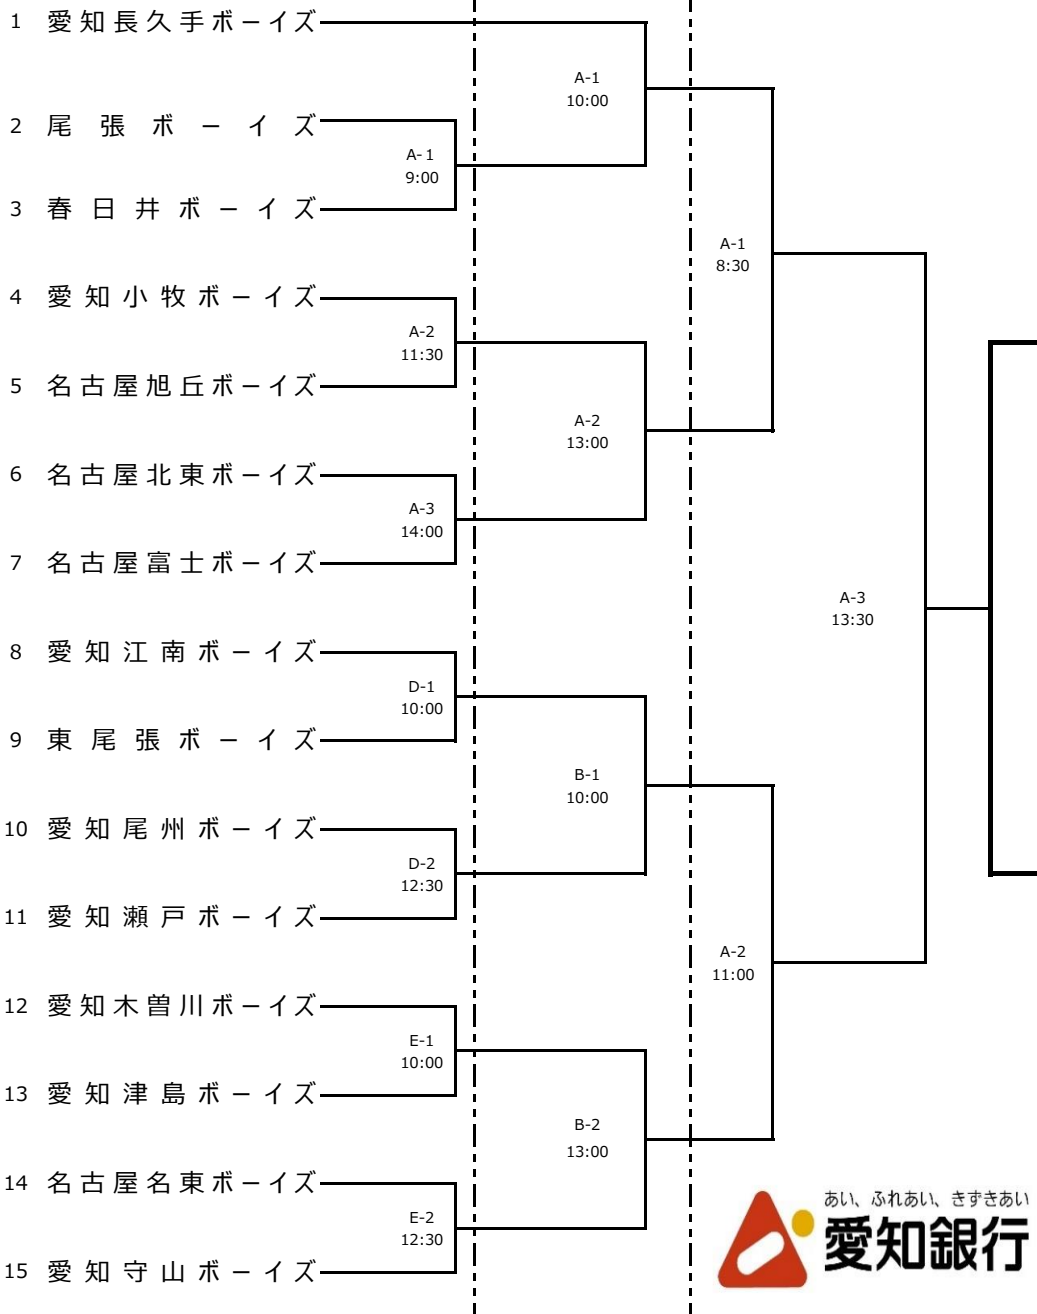 1 愛知長久手ボーイズ
A-1
10:00
2 尾張ボーイズ
A-1
9:00
3 春日井ボーイズ
A-1
8:30
4 愛知小牧ボーイズ
A-2
11:30
5 名古屋旭丘ボーイズ
A-2
13:00
6 名古屋北東ボーイズ
A-3
14:00
7 名古屋富士ボーイズ
A-3
13:30
8 愛知江南ボーイズ
D-1
10:00
9 東尾張ボーイズ
B-1
10:00
10 愛知尾州ボーイズ
D-2
12:30
11 愛知瀬戸ボーイズ
A-2
11:00
12 愛知木曽川ボーイズ
E-1
10:00
13 愛知津島ボーイズ
B-2
13:00
14 名古屋名東ボーイズ
E-2
12:30
15 愛知守山ボーイズ
あい、ふれあい、きずきあい
愛知銀行